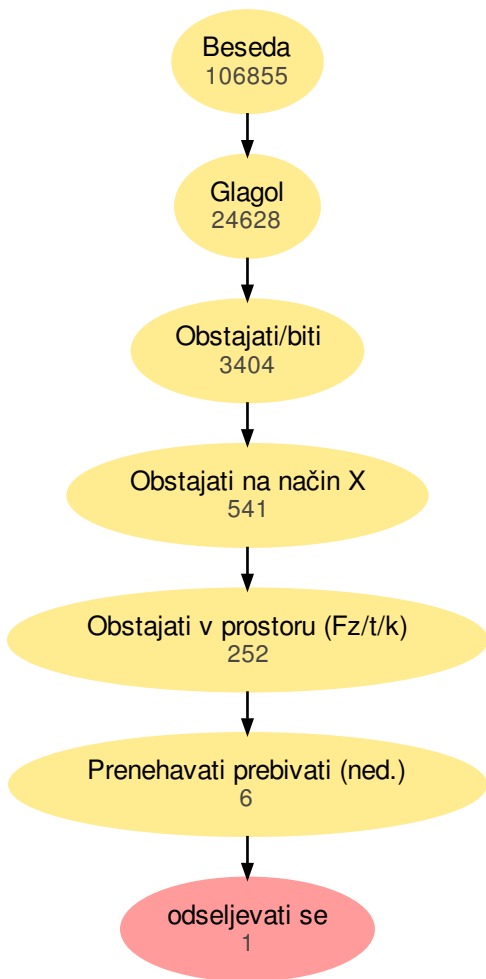 Beseda
106855
Glagol
24628
Obstajati/biti
3404
Obstajati na način X
541
Obstajati v prostoru (Fz/t/k)
252
Prenehavati prebivati (ned.)
6
odseljevati se
1